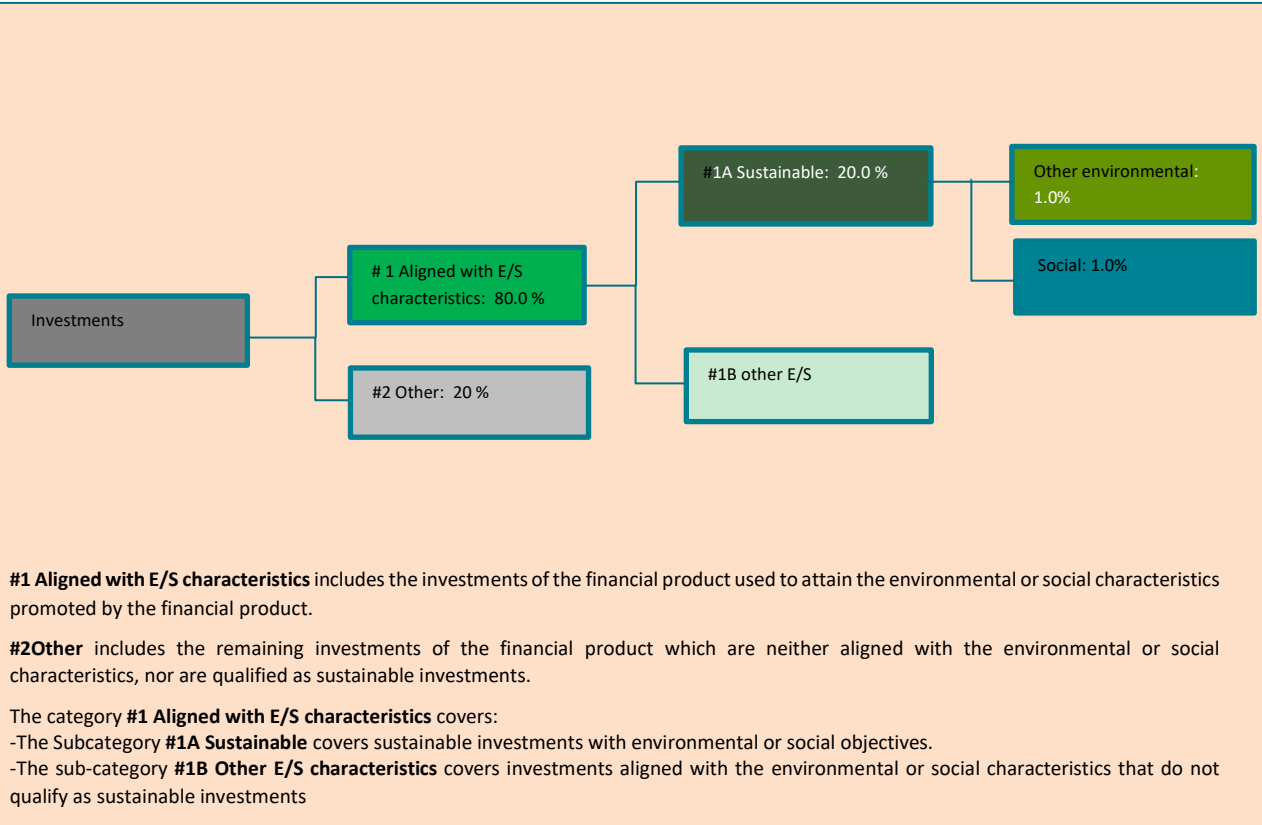 #1A Sustainable: 20.0 %
Other environmental:
1.0%
Social: 1.0%
# 1 Aligned with E/S
characteristics: 80.0 %
Investments
#2 Other: 20 %
#1B other E/S
#1 Aligned with E/S characteristics includes the investments of the financial product used to attain the environmental or social characteristics
promoted by the financial product.
#2Other includes the remaining investments of the financial product which are neither aligned with the environmental or social
characteristics, nor are qualified as sustainable investments.
The category #1 Aligned with E/S characteristics covers:
-The Subcategory #1A Sustainable covers sustainable investments with environmental or social objectives.
-The sub-category #1B Other E/S characteristics covers investments aligned with the environmental or social characteristics that do not
qualify as sustainable investments